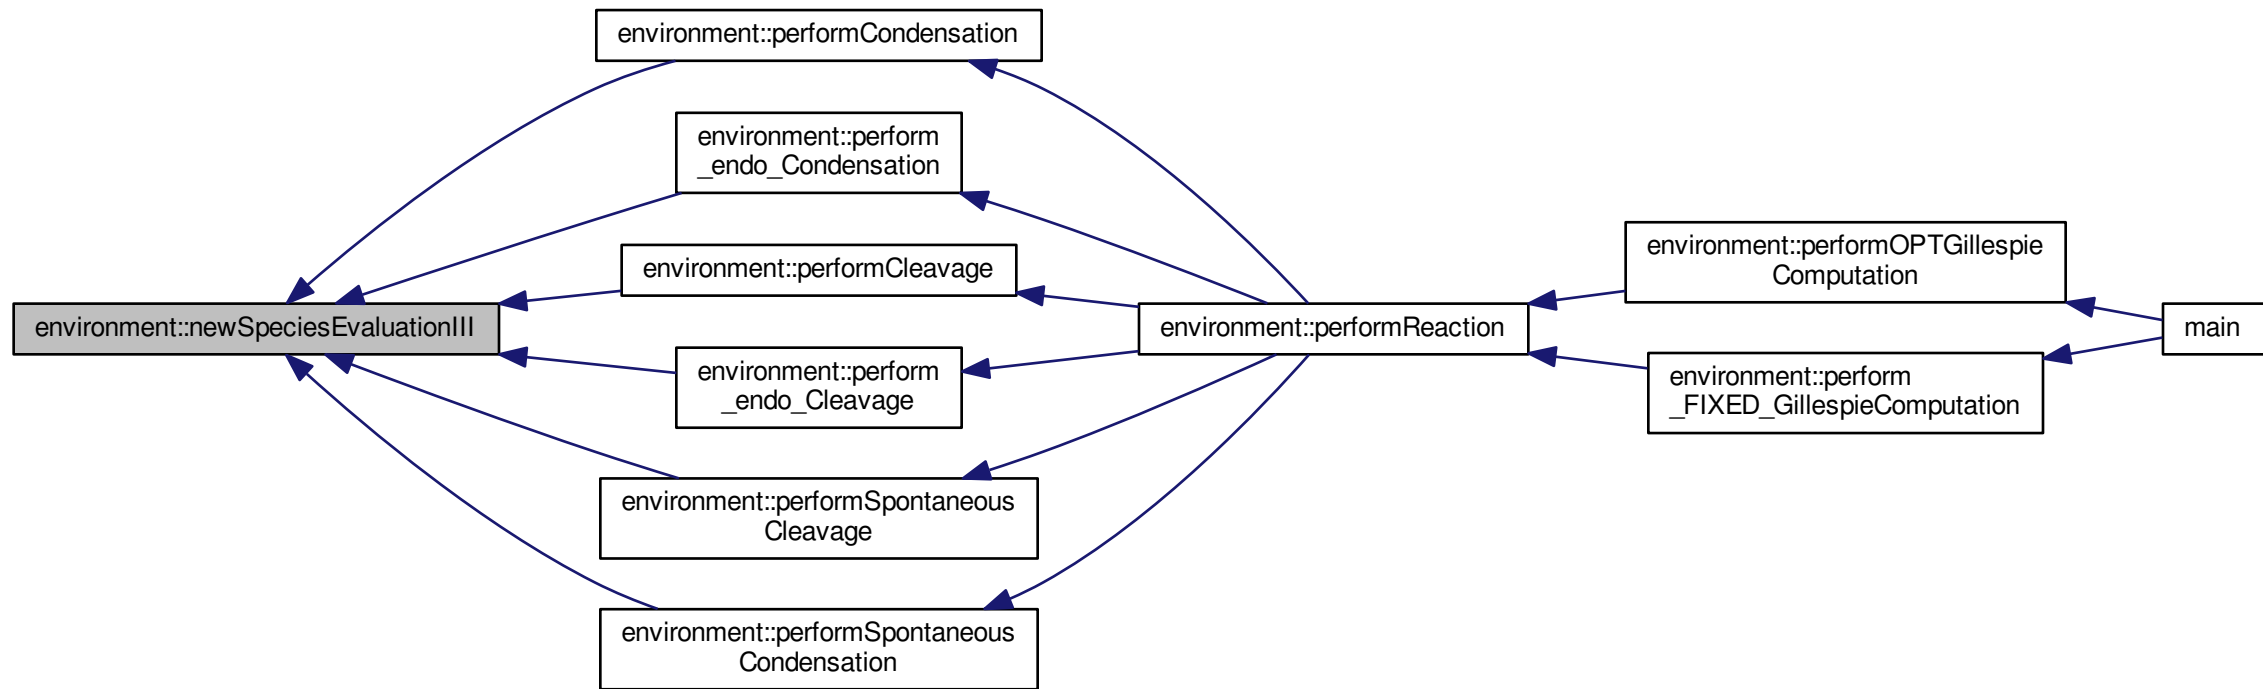 environment::performCondensation
environment::perform
_endo_Condensation
environment::performCleavage
environment::newSpeciesEvaluationIII
environment::perform
_endo_Cleavage
environment::performSpontaneous
Cleavage
environment::performSpontaneous
Condensation
environment::performReaction
environment::performOPTGillespie
Computation
environment::perform
_FIXED_GillespieComputation
main